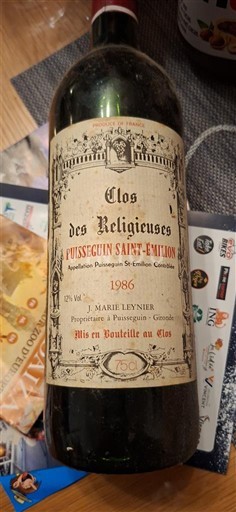 PRODUCE OF FRANCE
Clos
des Religieuses
PUISSEGUIN SAINT-EMILION
Appellation Puisseguin St-Emilion Contrôlée
1986
12% Vol.
J. MARIE LEYNIER
Propriétaire à Puisseguin - Gironde
Mis en Bouteille au Clos
75cl